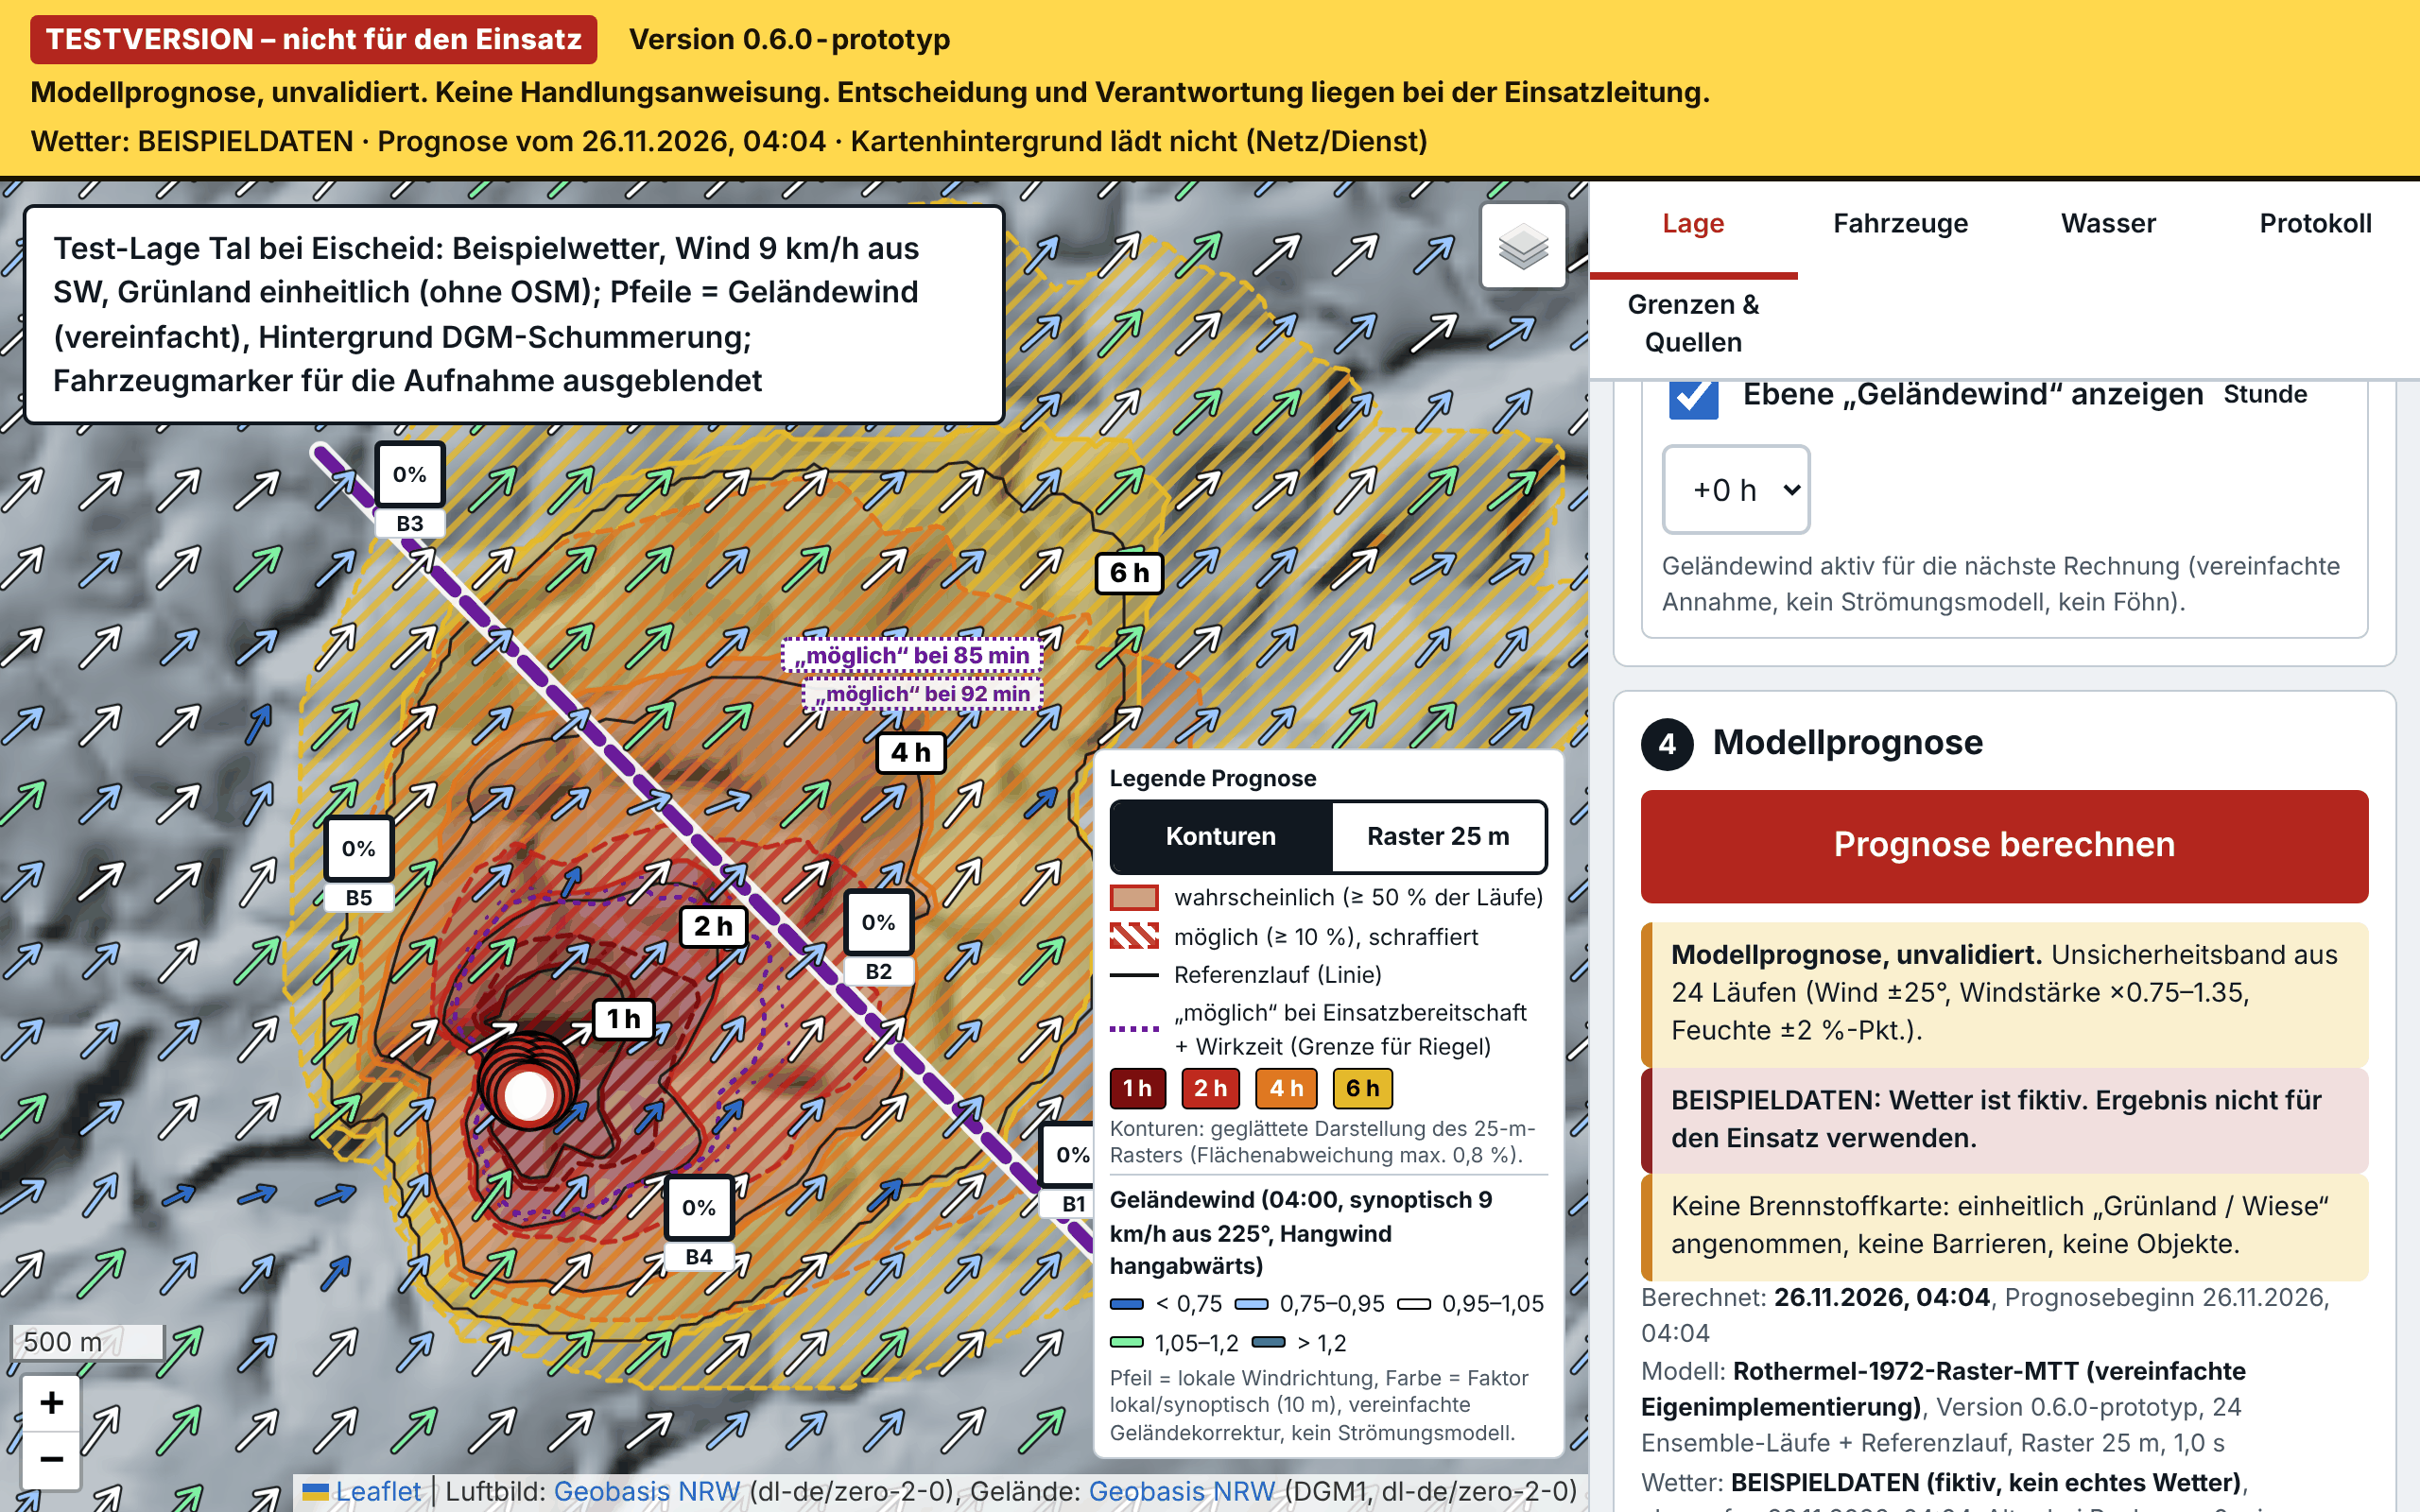 TESTVERSION – nicht für den Einsatz Version 0.6.0-prototyp
Modellprognose, unvalidiert. Keine Handlungsanweisung. Entscheidung und Verantwortung liegen bei der Einsatzleitung.
Wetter: BEISPIELDATEN · Prognose vom 26.11.2026, 04:04 · Kartenhintergrund lädt nicht (Netz/Dienst)
Test-Lage Tal bei Eischeid: Beispielwetter, Wind 9 km/h aus
SW, Grünland einheitlich (ohne OSM); Pfeile = Geländewind
(vereinfacht), Hintergrund DGM-Schummerung;
Fahrzeugmarker für die Aufnahme ausgeblendet
0%
B3
6 h
„möglich“ bei 85 min
„möglich“ bei 92 min
4 h
0%
B5
2 h
0%
B2
1 h
0%
B1
0%
B4
500 m
+
−
Legende Prognose
Konturen Raster 25 m
wahrscheinlich (≥ 50 % der Läufe)
möglich (≥ 10 %), schraffiert
Referenzlauf (Linie)
„möglich“ bei Einsatzbereitschaft
+ Wirkzeit (Grenze für Riegel)
1 h 2 h 4 h 6 h
Konturen: geglättete Darstellung des 25-m-
Rasters (Flächenabweichung max. 0,8 %).
Geländewind (04:00, synoptisch 9
km/h aus 225°, Hangwind
hangabwärts)
< 0,75 0,75–0,95 0,95–1,05
1,05–1,2 > 1,2
Pfeil = lokale Windrichtung, Farbe = Faktor
lokal/synoptisch (10 m), vereinfachte
Geländekorrektur, kein Strömungsmodell.
Leaflet | Luftbild: Geobasis NRW (dl-de/zero-2-0), Gelände: Geobasis NRW (DGM1, dl-de/zero-2-0)
Lage Fahrzeuge Wasser Protokoll
Grenzen &
Quellen
Ebene „Geländewind“ anzeigen Stunde
+0 h
Geländewind aktiv für die nächste Rechnung (vereinfachte
Annahme, kein Strömungsmodell, kein Föhn).
4 Modellprognose
Prognose berechnen
Modellprognose, unvalidiert. Unsicherheitsband aus
24 Läufen (Wind ±25°, Windstärke ×0.75–1.35,
Feuchte ±2 %-Pkt.).
BEISPIELDATEN: Wetter ist fiktiv. Ergebnis nicht für
den Einsatz verwenden.
Keine Brennstoffkarte: einheitlich „Grünland / Wiese“
angenommen, keine Barrieren, keine Objekte.
Berechnet: 26.11.2026, 04:04, Prognosebeginn 26.11.2026,
04:04
Modell: Rothermel-1972-Raster-MTT (vereinfachte
Eigenimplementierung), Version 0.6.0-prototyp, 24
Ensemble-Läufe + Referenzlauf, Raster 25 m, 1,0 s
Wetter: BEISPIELDATEN (fiktiv, kein echtes Wetter),